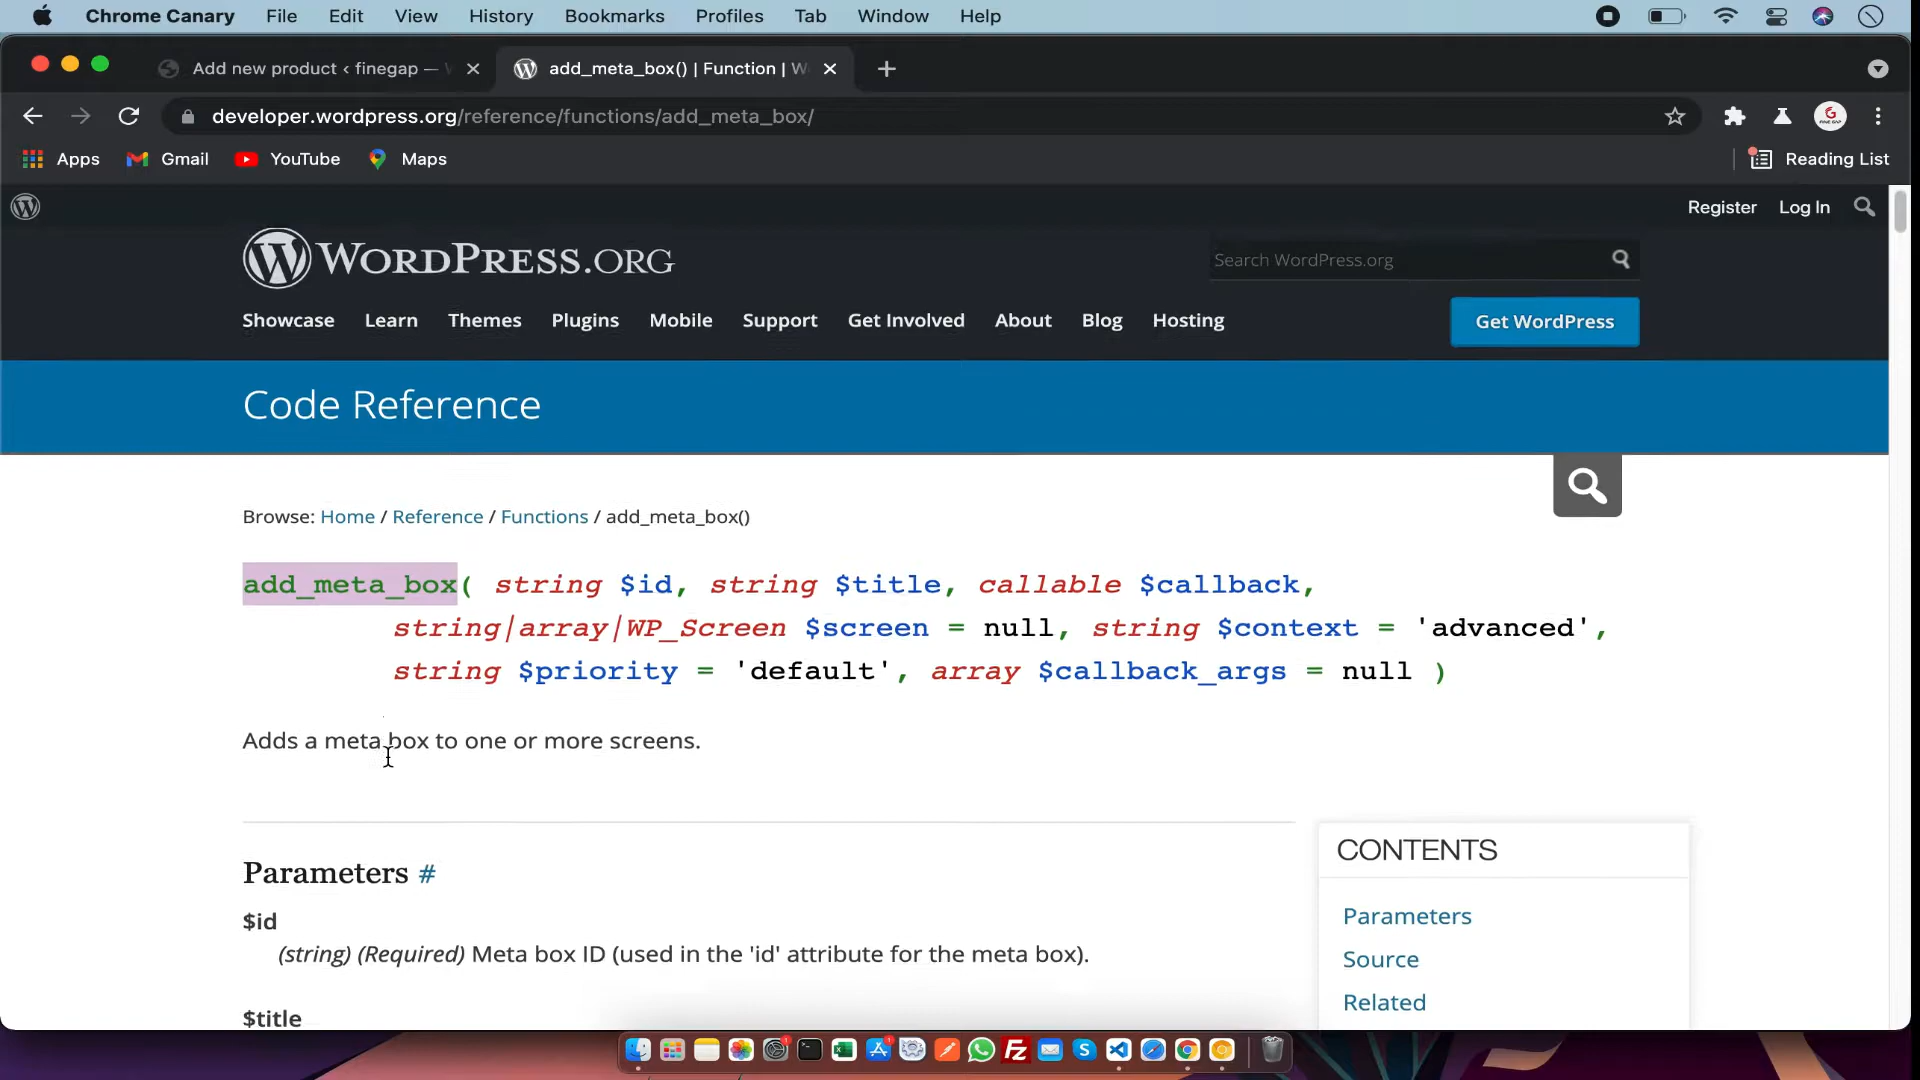 Chrome Canary File Edit View History Bookmarks Profiles Tab Window Help
Add new product ‹ finegap —
add_meta_box() | Function | W
developer.wordpress.org/reference/functions/add_meta_box/
Apps Gmail YouTube Maps Reading List
Register Log In
WORDPRESS.ORG
Search WordPress.org
Showcase Learn Themes Plugins Mobile Support Get Involved About Blog Hosting
Get WordPress
Code Reference
Browse: Home / Reference / Functions / add_meta_box()
add_meta_box( string $id, string $title, callable $callback,
string|array|WP_Screen $screen = null, string $context = 'advanced',
string $priority = 'default', array $callback_args = null )
Adds a meta box to one or more screens.
Parameters #
$id
(string) (Required) Meta box ID (used in the 'id' attribute for the meta box).
$title
CONTENTS
Parameters
Source
Related